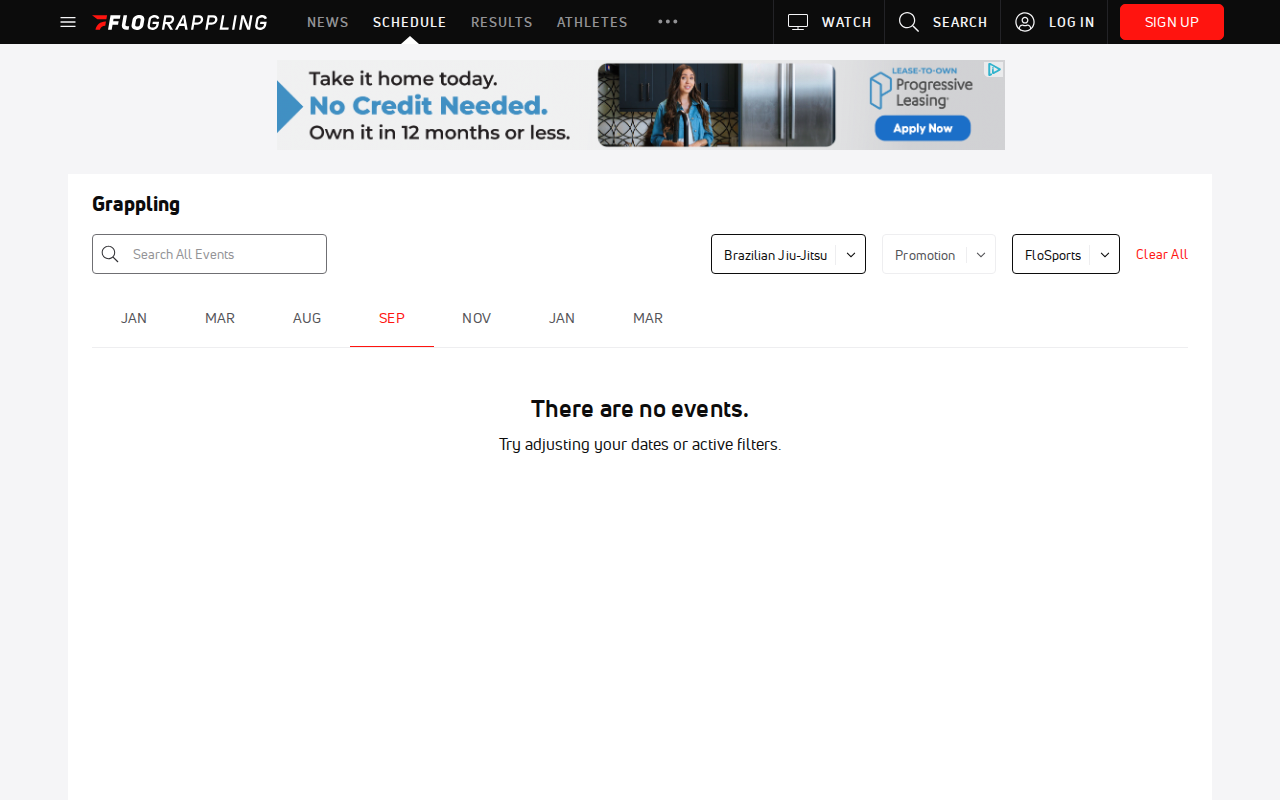 FLOGRAPPLING NEWS SCHEDULE RESULTS ATHLETES ••• WATCH SEARCH LOG IN SIGN UP
Take it home today.
No Credit Needed.
Own it in 12 months or less.
LEASE-TO-OWN
Progressive
Leasing
Apply Now
Grappling
Search All Events Brazilian Jiu-Jitsu Promotion FloSports Clear All
JAN MAR AUG SEP NOV JAN MAR
There are no events.
Try adjusting your dates or active filters.